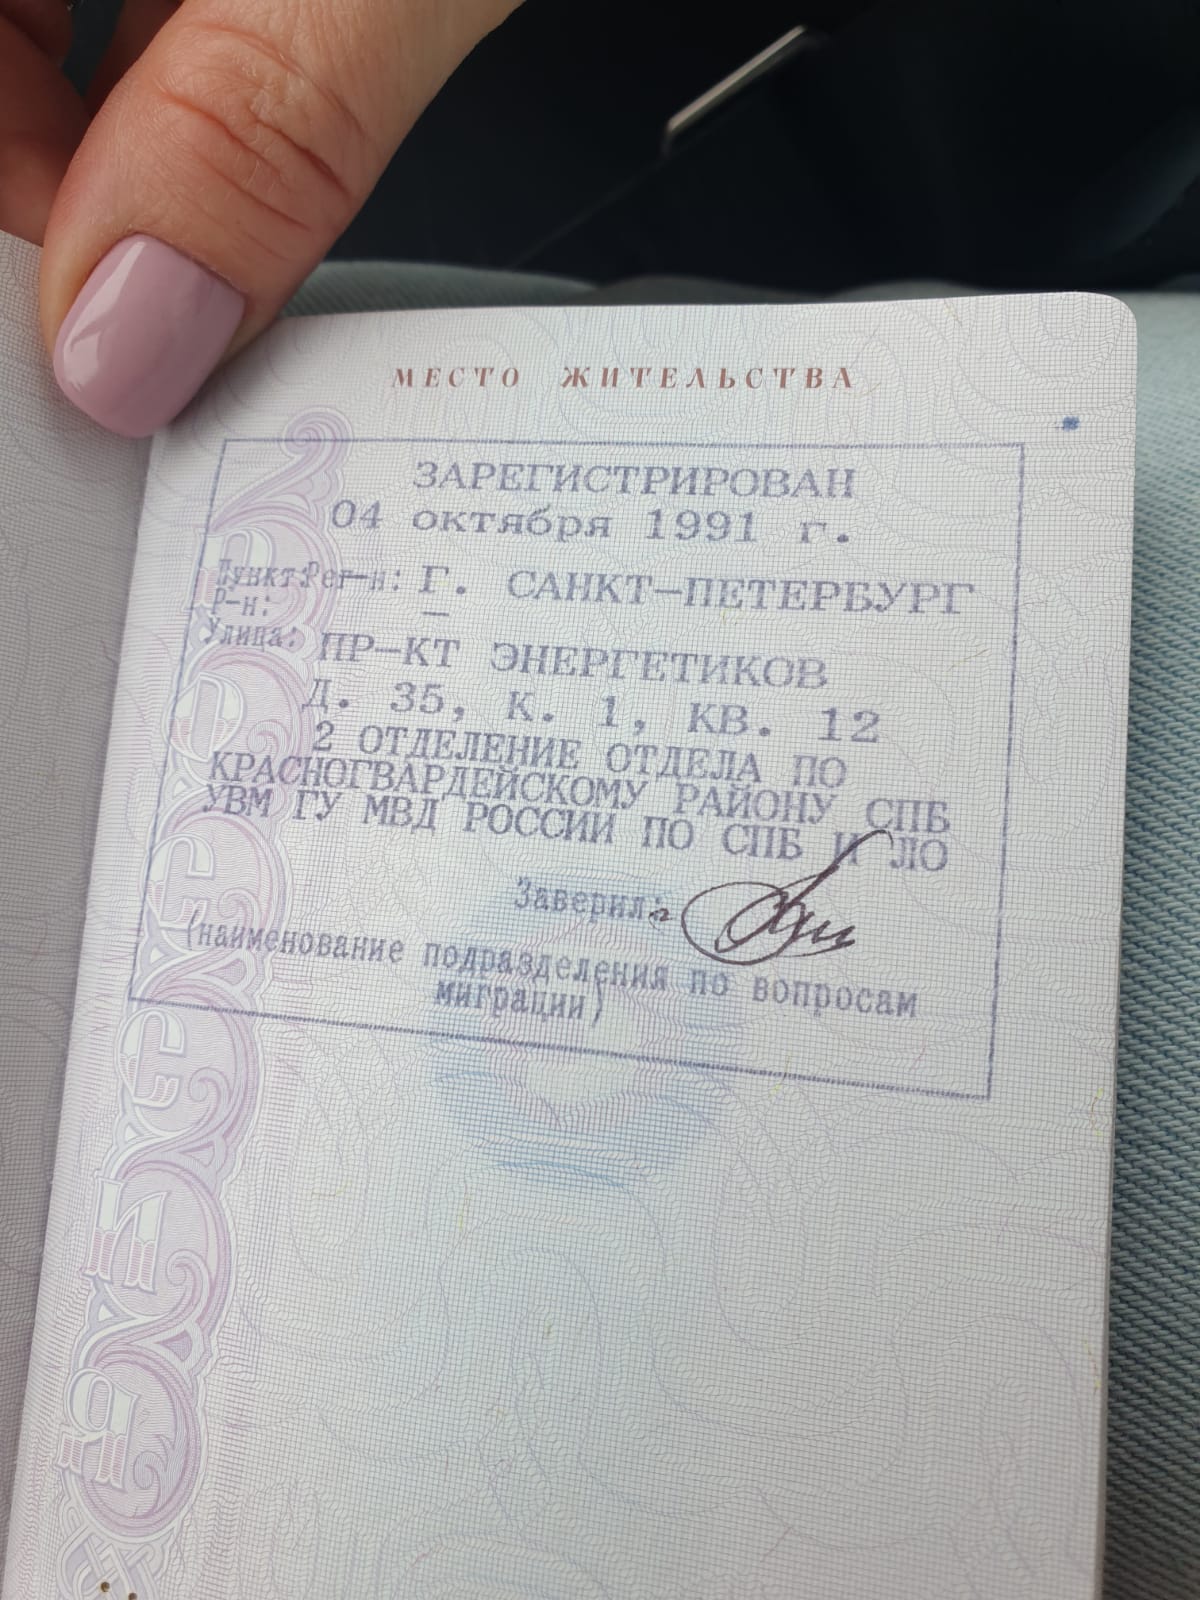 МЕСТО ЖИТЕЛЬСТВА
ЗАРЕГИСТРИРОВАН
04 октября 1991 г.
Пункт: Рег-н: Г. САНКТ-ПЕТЕРБУРГ
Р-н: –
Улица: ПР-КТ ЭНЕРГЕТИКОВ
Д. 35, К. 1, КВ. 12
2 ОТДЕЛЕНИЕ ОТДЕЛА ПО
КРАСНОГВАРДЕЙСКОМУ РАЙОНУ СПБ
УВМ ГУ МВД РОССИИ ПО СПБ И ЛО
Заверил:
(наименование подразделения по вопросам
миграции)
РОССИЯ